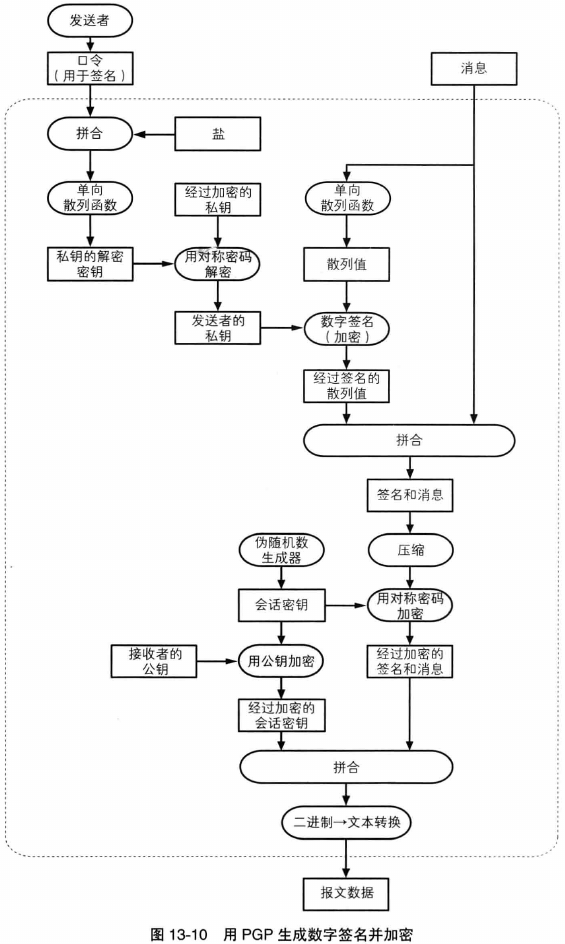 发送者
口令
（用于签名）
消息
拼合
盐
单向
散列函数
经过加密的
私钥
单向
散列函数
私钥的解密
密钥
用对称密码
解密
散列值
发送者的
私钥
数字签名
（加密）
经过签名的
散列值
拼合
签名和消息
伪随机数
生成器
压缩
会话密钥
用对称密码
加密
接收者的
公钥
用公钥加密
经过加密的
签名和消息
经过加密的
会话密钥
拼合
二进制→文本转换
报文数据
图 13-10 用 PGP 生成数字签名并加密